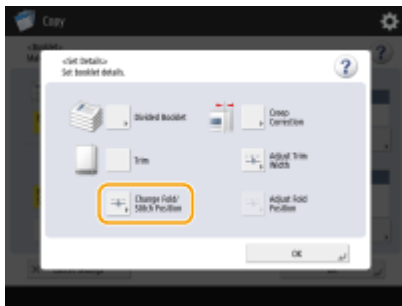 Copy
<Set Details>
Set booklet details.
Divided Booklet
Creep
Correction
Trim
Adjust Trim
Width
Change Fold/
Stitch Position
Adjust Fold
Position
OK